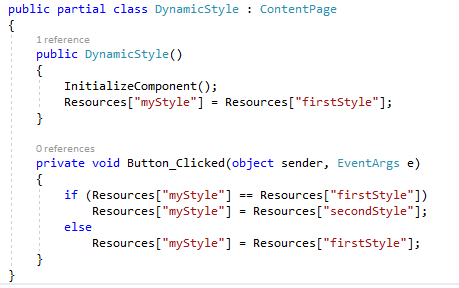 public partial class DynamicStyle : ContentPage
{
1 reference
public DynamicStyle()
{
InitializeComponent();
Resources["myStyle"] = Resources["firstStyle"];
}
0 references
private void Button_Clicked(object sender, EventArgs e)
{
if (Resources["myStyle"] == Resources["firstStyle"])
Resources["myStyle"] = Resources["secondStyle"];
else
Resources["myStyle"] = Resources["firstStyle"];
}
}